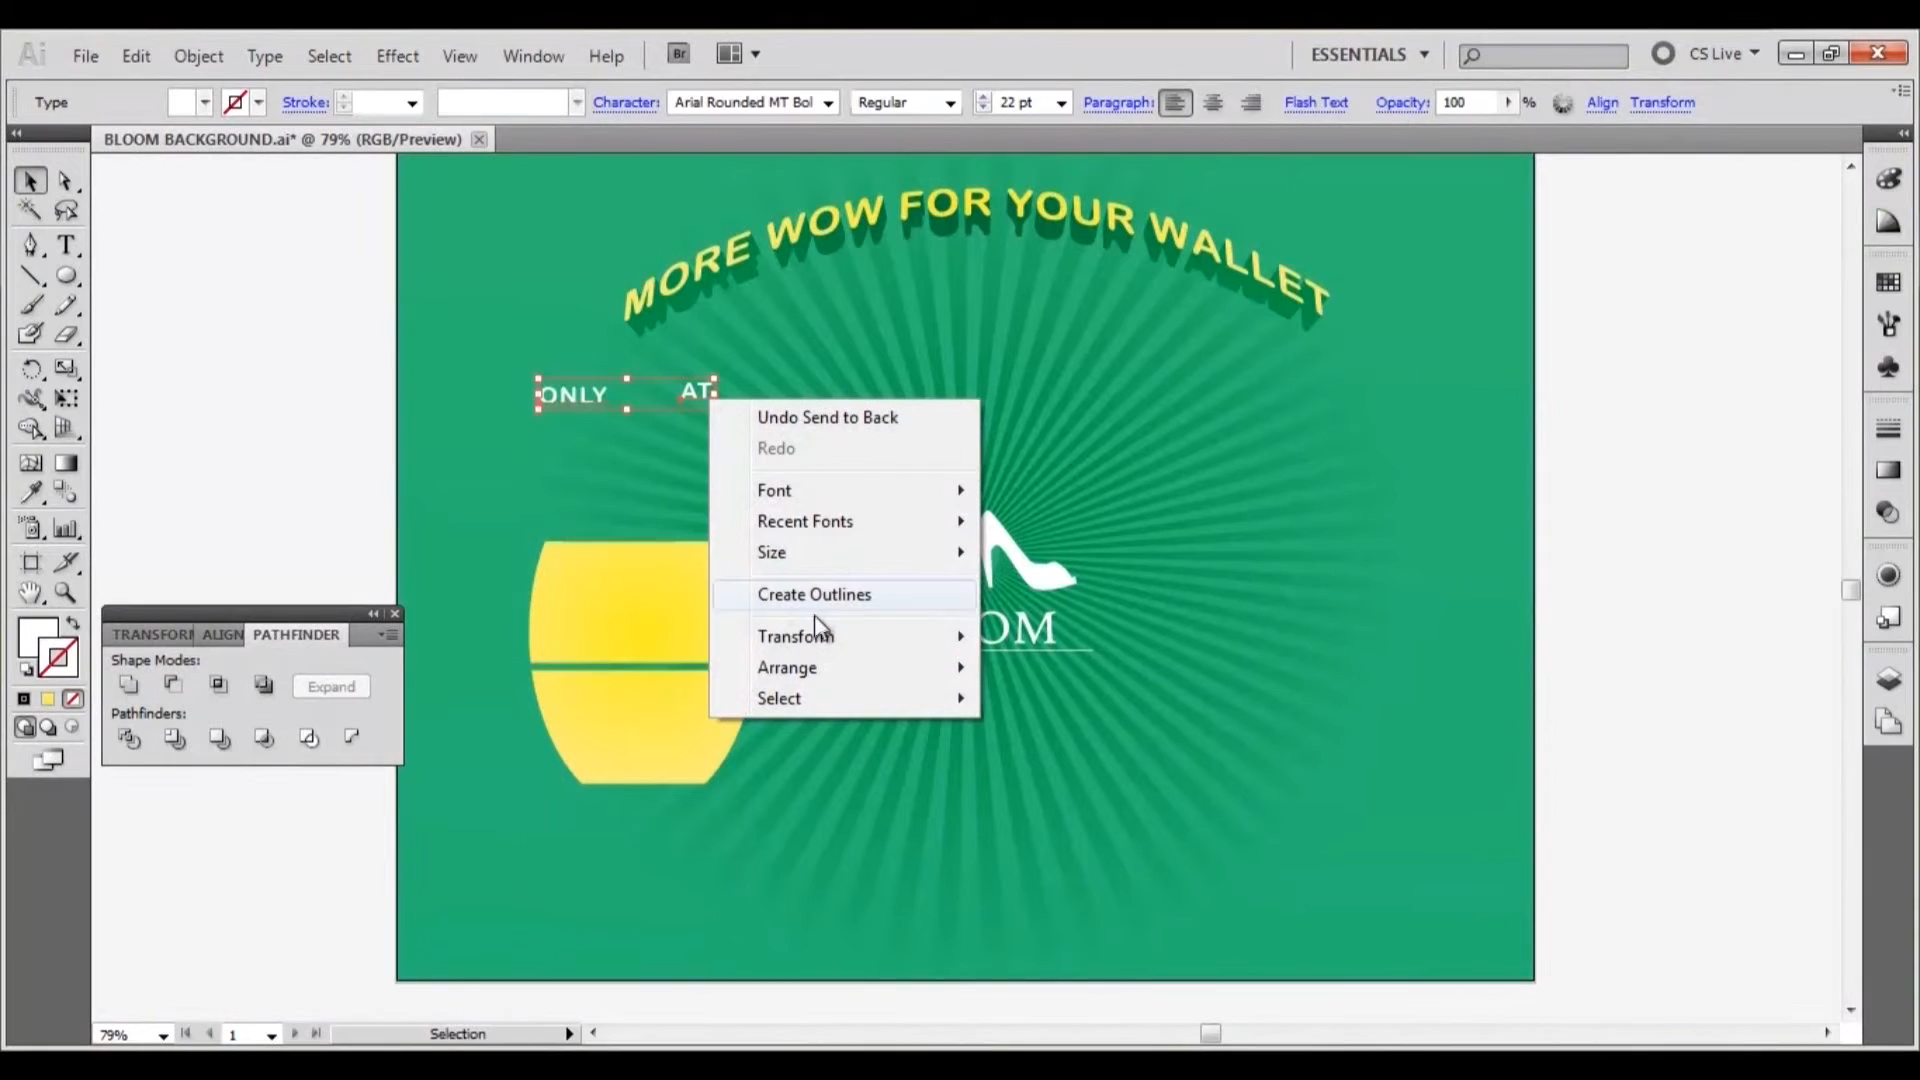 Ai File Edit Object Type Select Effect View Window Help Br ESSENTIALS CS Live
Type Stroke: Character: Arial Rounded MT Bol Regular 22 pt Paragraph: Flash Text Opacity: 100 % Align Transform
BLOOM BACKGROUND.ai* @ 79% (RGB/Preview)
MORE WOW FOR YOUR WALLET
ONLY AT
Undo Send to Back
Redo
Font
Recent Fonts
Size
Create Outlines
Transform
Arrange
Select
OM
TRANSFORM ALIGN PATHFINDER
Shape Modes:
Expand
Pathfinders:
79% 1 Selection